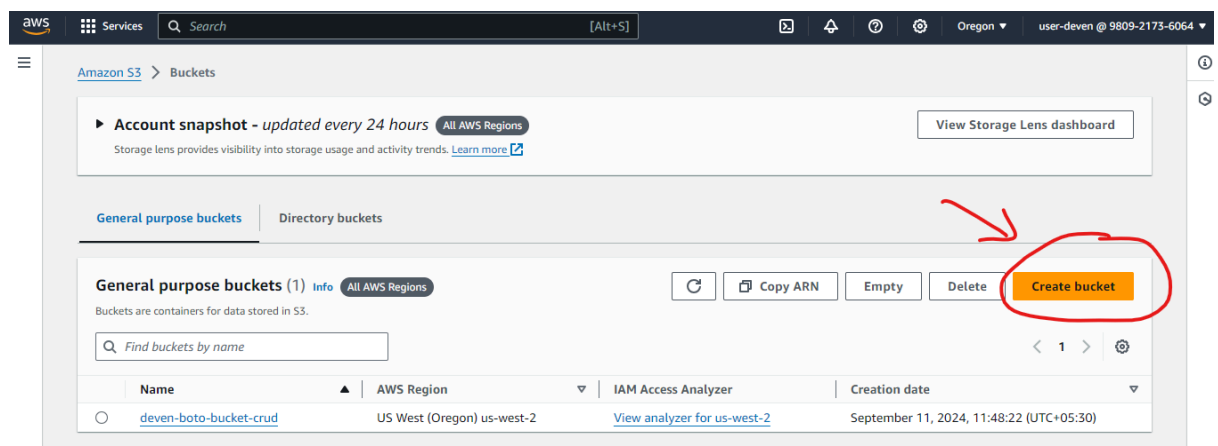 aws Services Search [Alt+S] Oregon ▼ user-deven @ 9809-2173-6064 ▼
Amazon S3 > Buckets
Account snapshot - updated every 24 hours All AWS Regions View Storage Lens dashboard
Storage lens provides visibility into storage usage and activity trends. Learn more
General purpose buckets Directory buckets
General purpose buckets (1) Info All AWS Regions Copy ARN Empty Delete Create bucket
Buckets are containers for data stored in S3.
Find buckets by name < 1 >
Name ▲ AWS Region ▽ IAM Access Analyzer Creation date ▽
deven-boto-bucket-crud US West (Oregon) us-west-2 View analyzer for us-west-2 September 11, 2024, 11:48:22 (UTC+05:30)